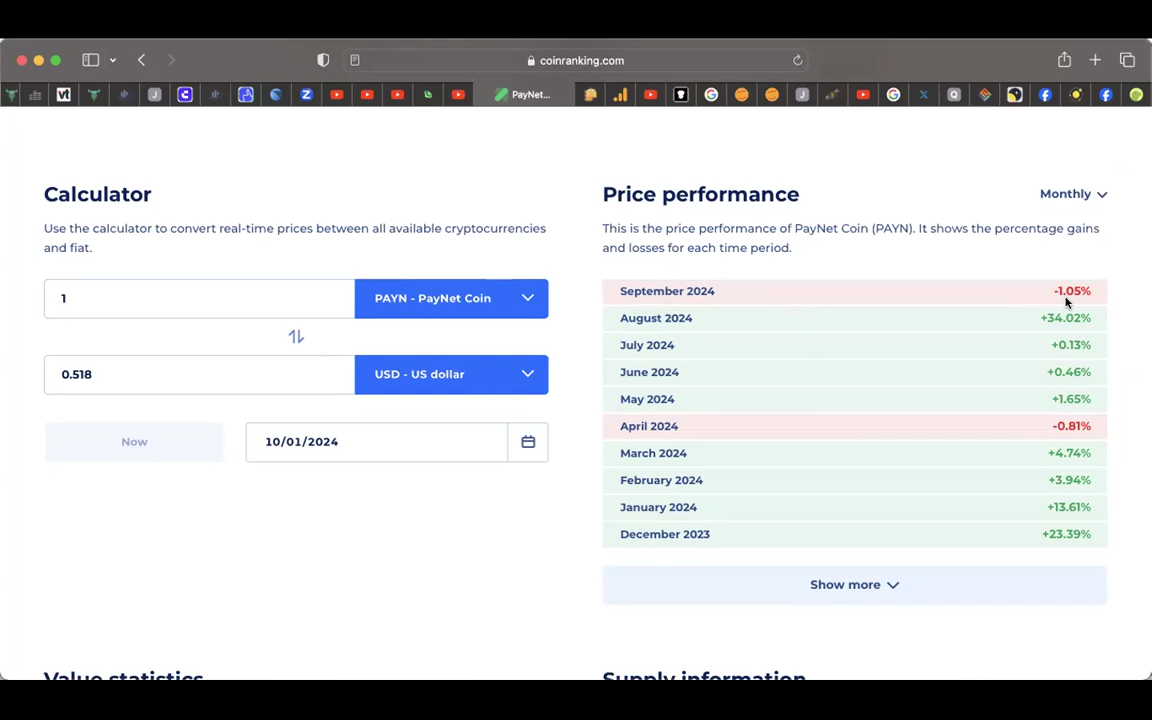 coinranking.com
PayNet...
Calculator
Use the calculator to convert real-time prices between all available cryptocurrencies
and fiat.
1
PAYN - PayNet Coin
0.518
USD - US dollar
Now
10/01/2024
Price performance
Monthly
This is the price performance of PayNet Coin (PAYN). It shows the percentage gains
and losses for each time period.
September 2024 -1.05%
August 2024 +34.02%
July 2024 +0.13%
June 2024 +0.46%
May 2024 +1.65%
April 2024 -0.81%
March 2024 +4.74%
February 2024 +3.94%
January 2024 +13.61%
December 2023 +23.39%
Show more
Value statistics
Supply information